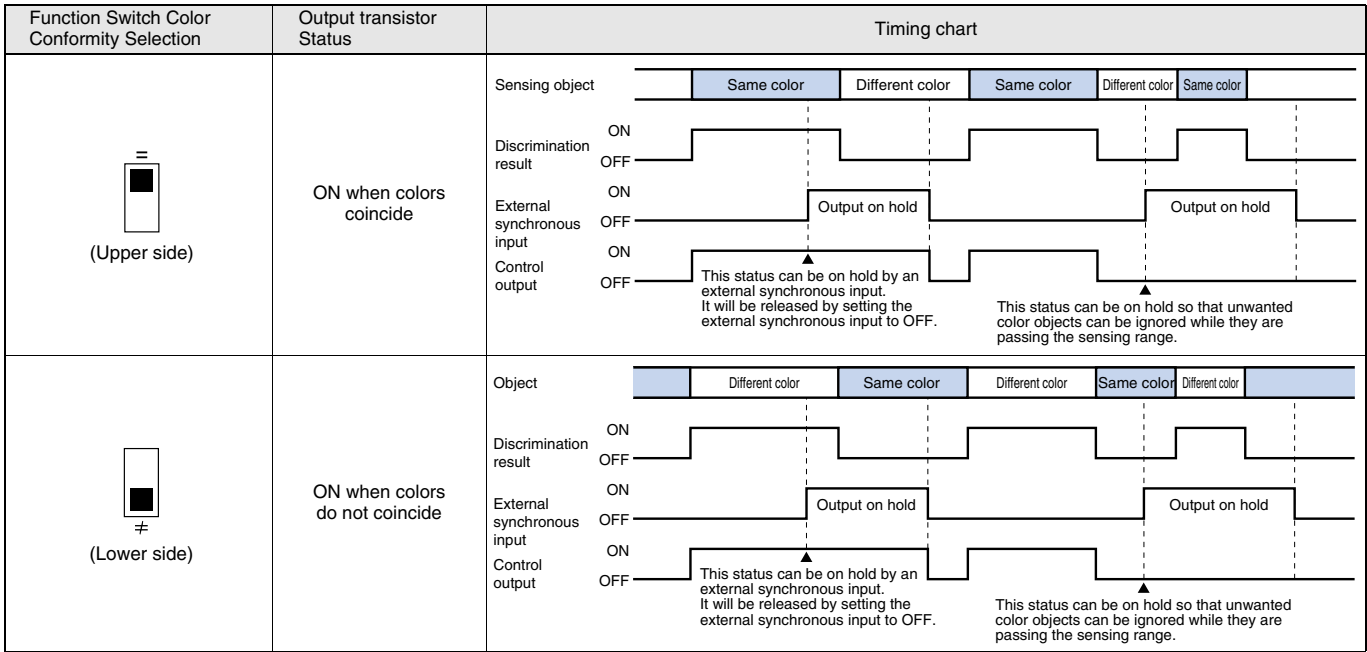 Function Switch Color
Conformity Selection
Output transistor
Status
Timing chart
=
(Upper side)
ON when colors
coincide
Sensing object
Same color
Different color
Same color
Different color
Same color
Discrimination
result
ON
OFF
External
synchronous
input
ON
OFF
Output on hold
Output on hold
Control
output
ON
OFF
This status can be on hold by an
external synchronous input.
It will be released by setting the
external synchronous input to OFF.
This status can be on hold so that unwanted
color objects can be ignored while they are
passing the sensing range.
≠
(Lower side)
ON when colors
do not coincide
Object
Different color
Same color
Different color
Same color
Different color
Discrimination
result
ON
OFF
External
synchronous
input
ON
OFF
Output on hold
Output on hold
Control
output
ON
OFF
This status can be on hold by an
external synchronous input.
It will be released by setting the
external synchronous input to OFF.
This status can be on hold so that unwanted
color objects can be ignored while they are
passing the sensing range.